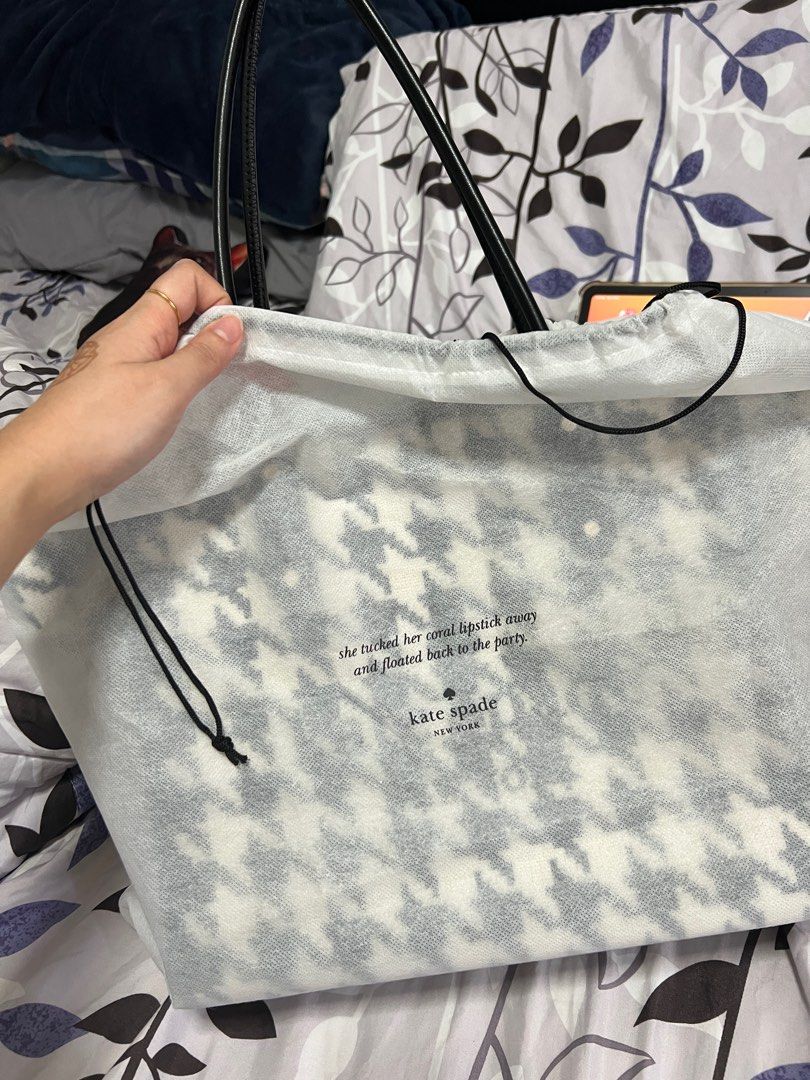 she tucked her coral lipstick away
and floated back to the party.
kate spade
NEW YORK